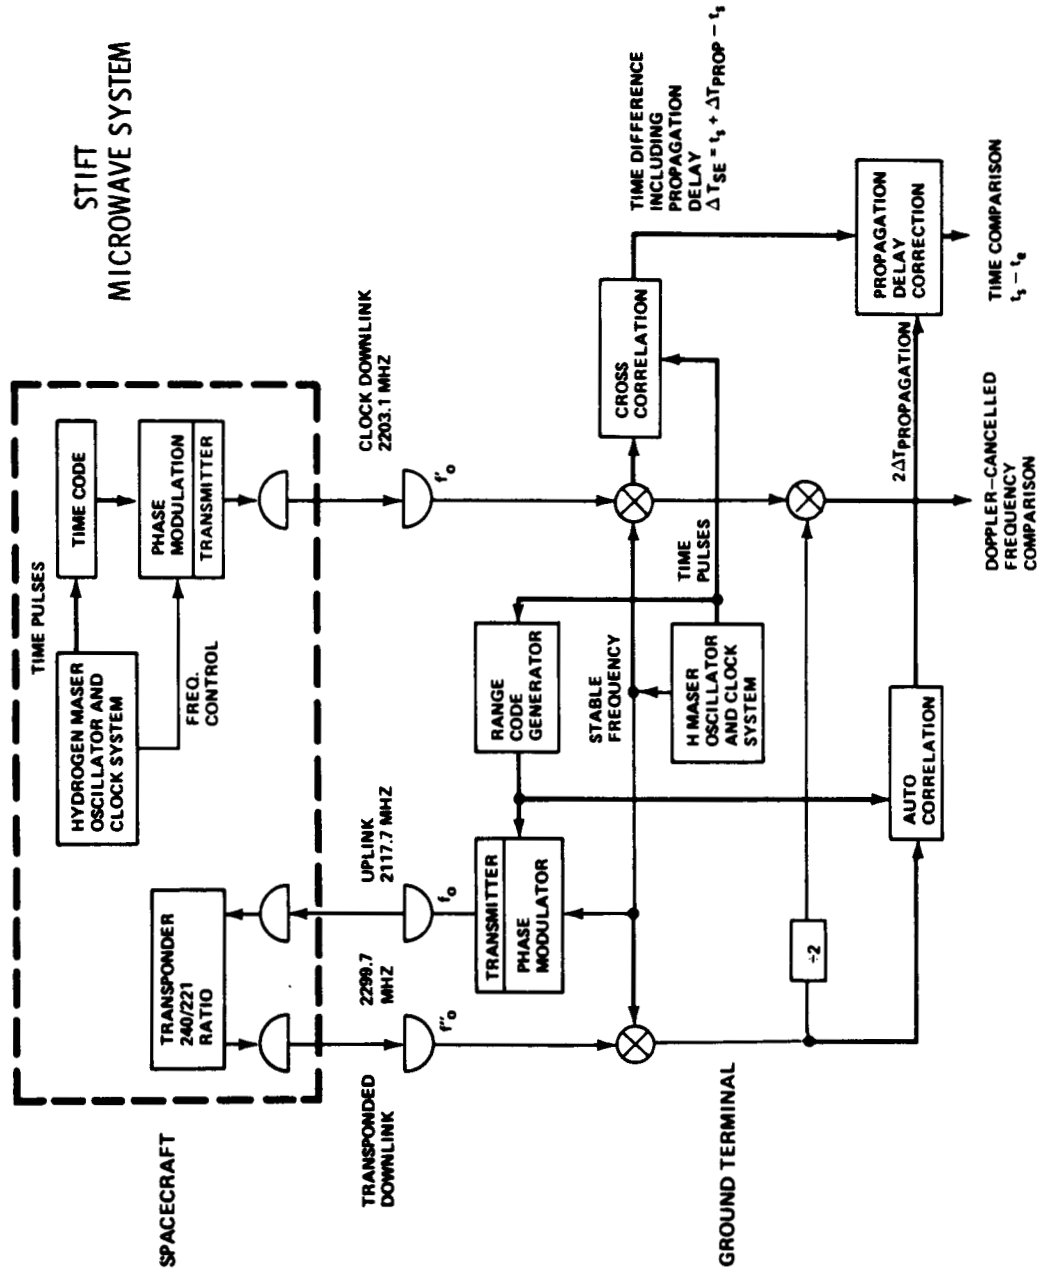 STIFT
MICROWAVE SYSTEM
SPACECRAFT
TRANSPONDER
240/221
RATIO
HYDROGEN MASER
OSCILLATOR AND
CLOCK SYSTEM
TIME PULSES
TIME CODE
FREQ.
CONTROL
PHASE
MODULATION
TRANSMITTER
TRANSPONDED
DOWNLINK
2299.7
MHZ
UPLINK
2117.7 MHZ
CLOCK DOWNLINK
2203.1 MHZ
f"o
fo
f'o
TRANSMITTER
PHASE
MODULATOR
RANGE
CODE
GENERATOR
STABLE
FREQUENCY
H MASER
OSCILLATOR
AND CLOCK
SYSTEM
TIME
PULSES
CROSS
CORRELATION
TIME DIFFERENCE
INCLUDING
PROPAGATION
DELAY
ΔTSE = ts + ΔTPROP − ts
GROUND TERMINAL
÷2
AUTO
CORRELATION
2ΔTPROPAGATION
PROPAGATION
DELAY
CORRECTION
DOPPLER–CANCELLED
FREQUENCY
COMPARISON
TIME COMPARISON
ts − te